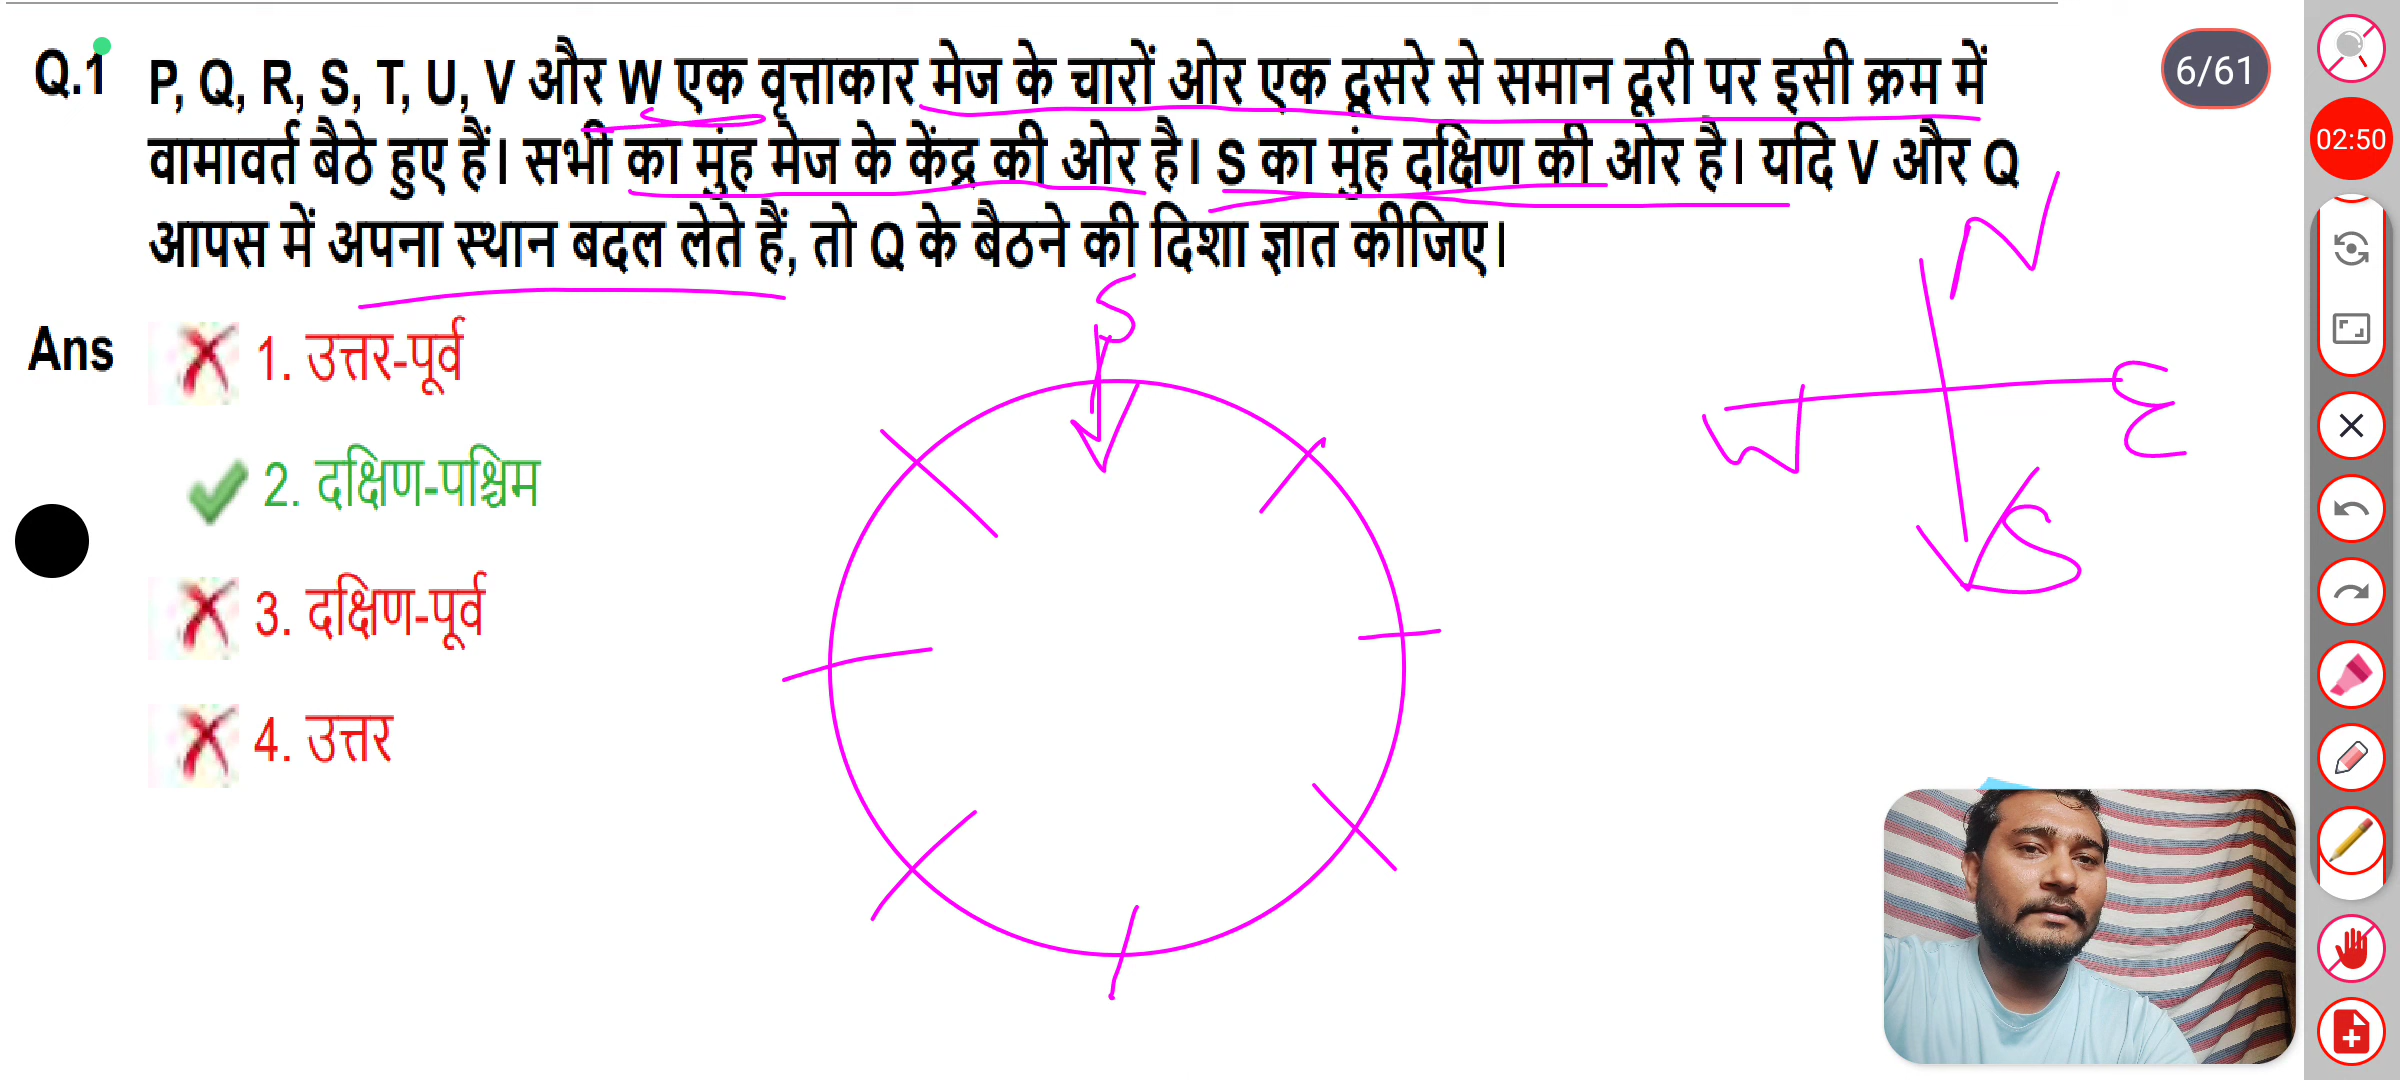 Q.1 P, Q, R, S, T, U, V और W एक वृत्ताकार मेज के चारों ओर एक दूसरे से समान दूरी पर इसी क्रम में
वामावर्त बैठे हुए हैं। सभी का मुंह मेज के केंद्र की ओर है। S का मुंह दक्षिण की ओर है। यदि V और Q
आपस में अपना स्थान बदल लेते हैं, तो Q के बैठने की दिशा ज्ञात कीजिए।
Ans 1. उत्तर-पूर्व
2. दक्षिण-पश्चिम
3. दक्षिण-पूर्व
4. उत्तर
S
N
W
E
S
6/61
02:50